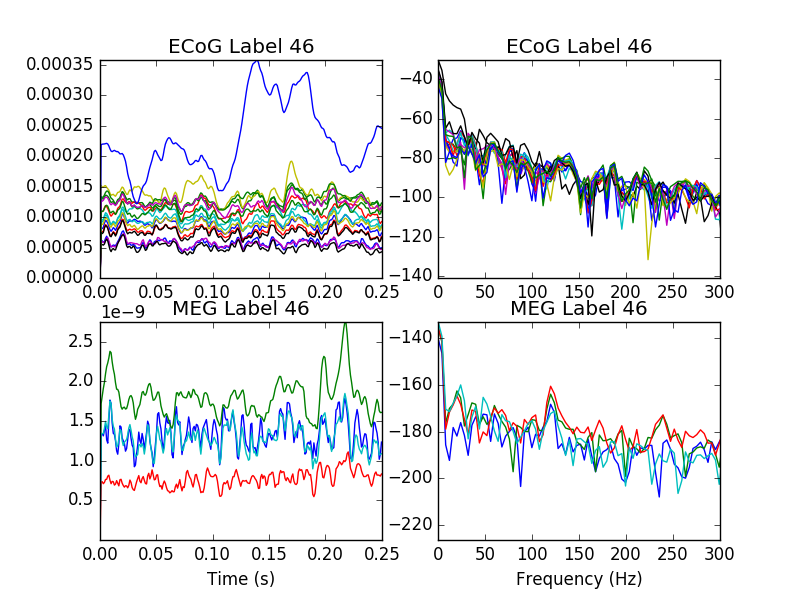 ECoG Label 46
0.00035
0.00030
0.00025
0.00020
0.00015
0.00010
0.00005
0.00000
0.00 0.05 0.10 0.15 0.20 0.25
ECoG Label 46
−40
−60
−80
−100
−120
−140
0 50 100 150 200 250 300
1e−9
MEG Label 46
2.5
2.0
1.5
1.0
0.5
0.00 0.05 0.10 0.15 0.20 0.25
Time (s)
MEG Label 46
−140
−160
−180
−200
−220
0 50 100 150 200 250 300
Frequency (Hz)